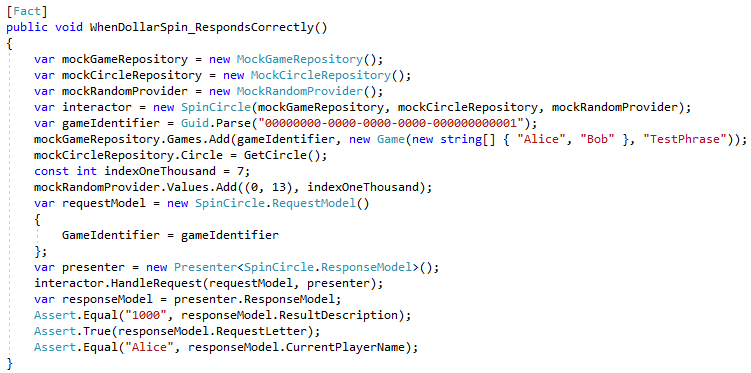 [Fact]
public void WhenDollarSpin_RespondsCorrectly()
{
    var mockGameRepository = new MockGameRepository();
    var mockCircleRepository = new MockCircleRepository();
    var mockRandomProvider = new MockRandomProvider();
    var interactor = new SpinCircle(mockGameRepository, mockCircleRepository, mockRandomProvider);
    var gameIdentifier = Guid.Parse("00000000-0000-0000-0000-000000000001");
    mockGameRepository.Games.Add(gameIdentifier, new Game(new string[] { "Alice", "Bob" }, "TestPhrase"));
    mockCircleRepository.Circle = GetCircle();
    const int indexOneThousand = 7;
    mockRandomProvider.Values.Add((0, 13), indexOneThousand);
    var requestModel = new SpinCircle.RequestModel()
    {
        GameIdentifier = gameIdentifier
    };
    var presenter = new Presenter<SpinCircle.ResponseModel>();
    interactor.HandleRequest(requestModel, presenter);
    var responseModel = presenter.ResponseModel;
    Assert.Equal("1000", responseModel.ResultDescription);
    Assert.True(responseModel.RequestLetter);
    Assert.Equal("Alice", responseModel.CurrentPlayerName);
}